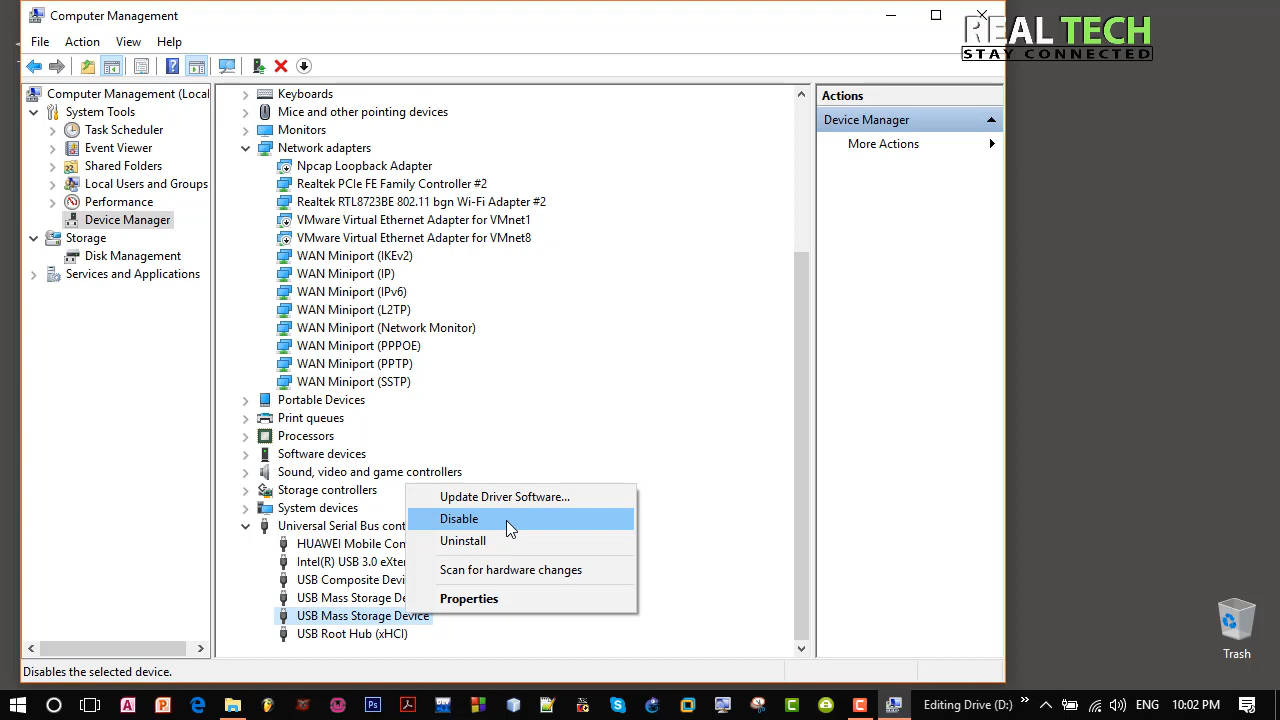 Computer Management
REAL TECH
STAY CONNECTED
File Action View Help
Computer Management (Local
System Tools
Task Scheduler
Event Viewer
Shared Folders
Local Users and Groups
Performance
Device Manager
Storage
Disk Management
Services and Applications
Keyboards
Mice and other pointing devices
Monitors
Network adapters
Npcap Loopback Adapter
Realtek PCIe FE Family Controller #2
Realtek RTL8723BE 802.11 bgn Wi-Fi Adapter #2
VMware Virtual Ethernet Adapter for VMnet1
VMware Virtual Ethernet Adapter for VMnet8
WAN Miniport (IKEv2)
WAN Miniport (IP)
WAN Miniport (IPv6)
WAN Miniport (L2TP)
WAN Miniport (Network Monitor)
WAN Miniport (PPPOE)
WAN Miniport (PPTP)
WAN Miniport (SSTP)
Portable Devices
Print queues
Processors
Software devices
Sound, video and game controllers
Storage controllers
System devices
Universal Serial Bus cont
HUAWEI Mobile Con
Intel(R) USB 3.0 eXter
USB Composite Devi
USB Mass Storage De
USB Mass Storage Device
USB Root Hub (xHCI)
Update Driver Software...
Disable
Uninstall
Scan for hardware changes
Properties
Actions
Device Manager
More Actions
Disables the selected device.
Trash
Editing Drive (D:)
ENG
10:02 PM